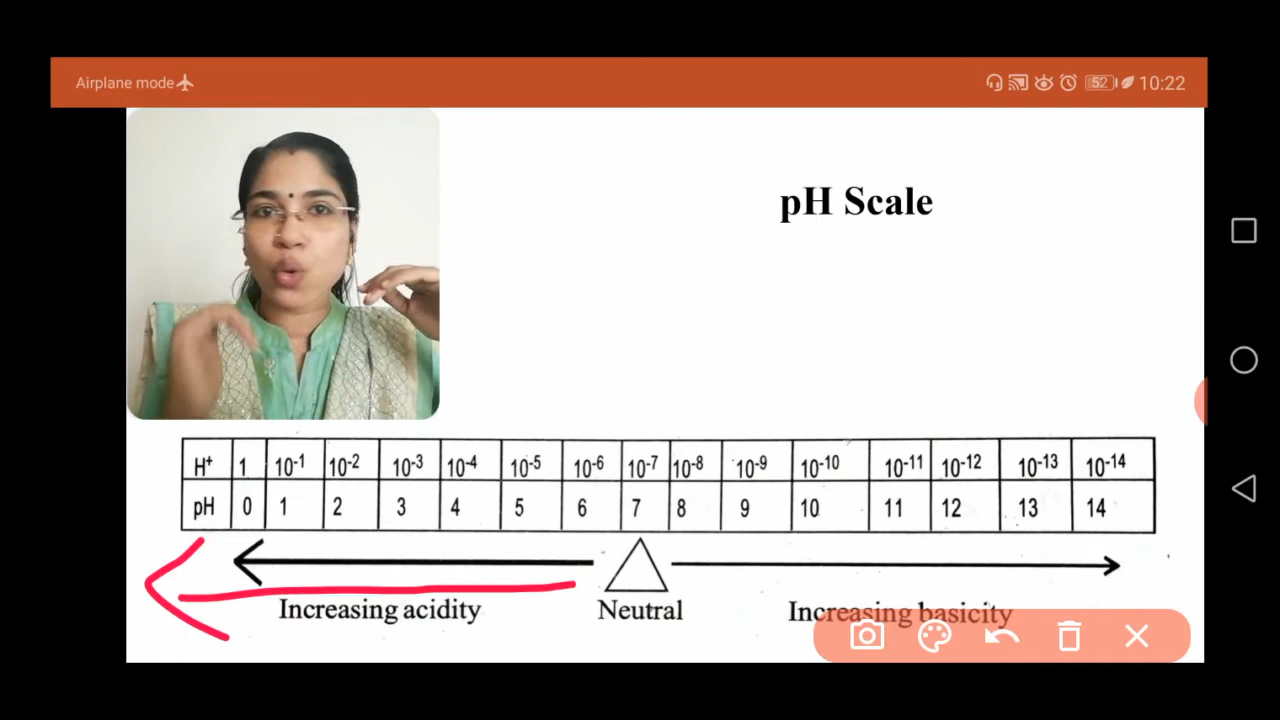 Airplane mode 52 10:22
pH Scale
H⁺ 1 10⁻¹ 10⁻² 10⁻³ 10⁻⁴ 10⁻⁵ 10⁻⁶ 10⁻⁷ 10⁻⁸ 10⁻⁹ 10⁻¹⁰ 10⁻¹¹ 10⁻¹² 10⁻¹³ 10⁻¹⁴
pH 0 1 2 3 4 5 6 7 8 9 10 11 12 13 14
Increasing acidity Neutral Increasing basicity